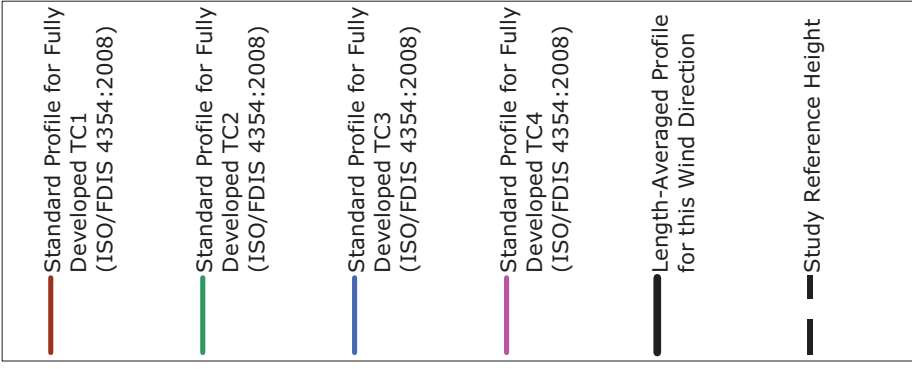 Standard Profile for Fully
Developed TC1
(ISO/FDIS 4354:2008)
Standard Profile for Fully
Developed TC2
(ISO/FDIS 4354:2008)
Standard Profile for Fully
Developed TC3
(ISO/FDIS 4354:2008)
Standard Profile for Fully
Developed TC4
(ISO/FDIS 4354:2008)
Length-Averaged Profile
for this Wind Direction
Study Reference Height